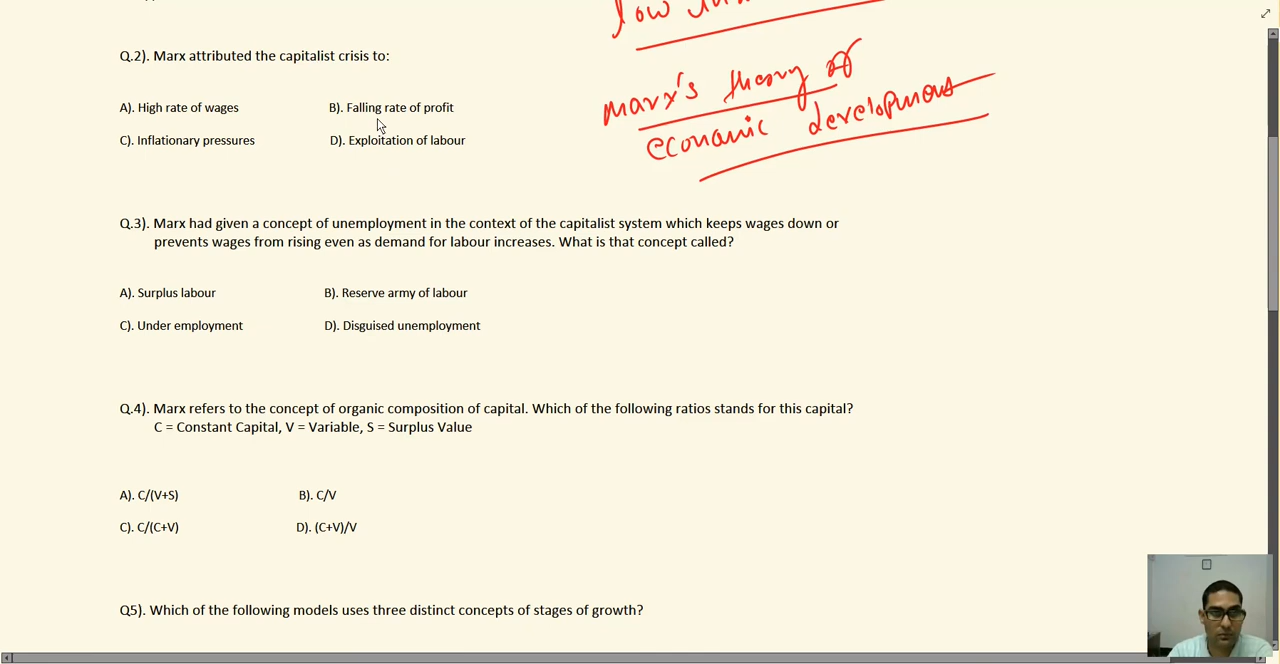 low
Q.2). Marx attributed the capitalist crisis to:
Marx's theory of
A). High rate of wages B). Falling rate of profit
economic development
C). Inflationary pressures D). Exploitation of labour
Q.3). Marx had given a concept of unemployment in the context of the capitalist system which keeps wages down or
prevents wages from rising even as demand for labour increases. What is that concept called?
A). Surplus labour B). Reserve army of labour
C). Under employment D). Disguised unemployment
Q.4). Marx refers to the concept of organic composition of capital. Which of the following ratios stands for this capital?
C = Constant Capital, V = Variable, S = Surplus Value
A). C/(V+S) B). C/V
C). C/(C+V) D). (C+V)/V
Q5). Which of the following models uses three distinct concepts of stages of growth?